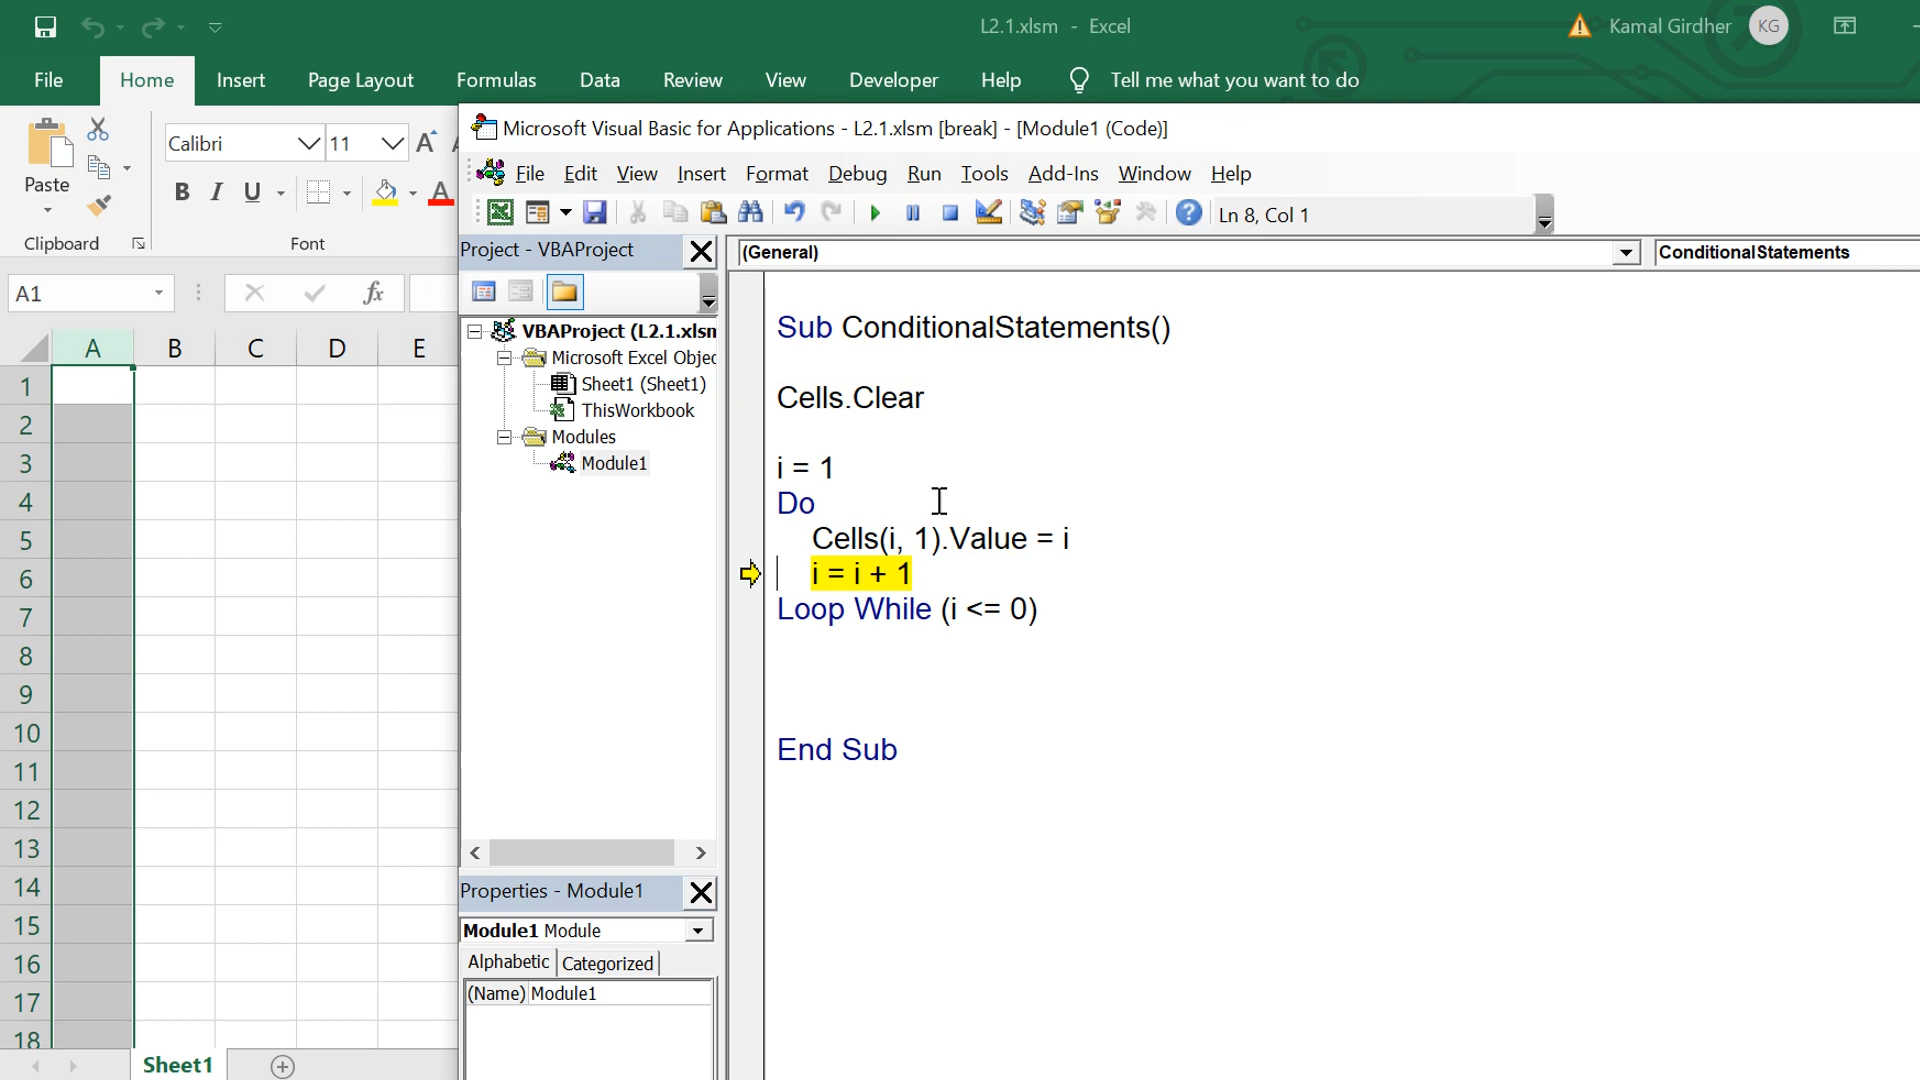 L2.1.xlsm - Excel
Kamal Girdher
KG
File Home Insert Page Layout Formulas Data Review View Developer Help Tell me what you want to do
Paste
Clipboard
Calibri 11
B I U A
Font
A1
fx
A B C D E
1
2
3
4
5
6
7
8
9
10
11
12
13
14
15
16
17
18
Sheet1
Microsoft Visual Basic for Applications - L2.1.xlsm [break] - [Module1 (Code)]
File Edit View Insert Format Debug Run Tools Add-Ins Window Help
Ln 8, Col 1
Project - VBAProject
VBAProject (L2.1.xlsm
Microsoft Excel Objec
Sheet1 (Sheet1)
ThisWorkbook
Modules
Module1
Properties - Module1
Module1 Module
Alphabetic Categorized
(Name) Module1
(General)
ConditionalStatements
Sub ConditionalStatements()
Cells.Clear
i = 1
Do
Cells(i, 1).Value = i
i = i + 1
Loop While (i <= 0)
End Sub